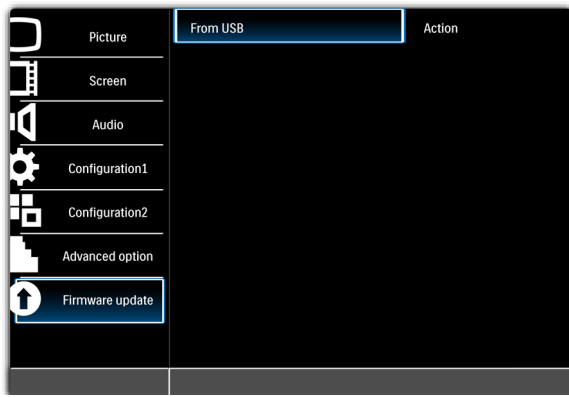 Picture
Screen
Audio
Configuration1
Configuration2
Advanced option
Firmware update
From USB
Action